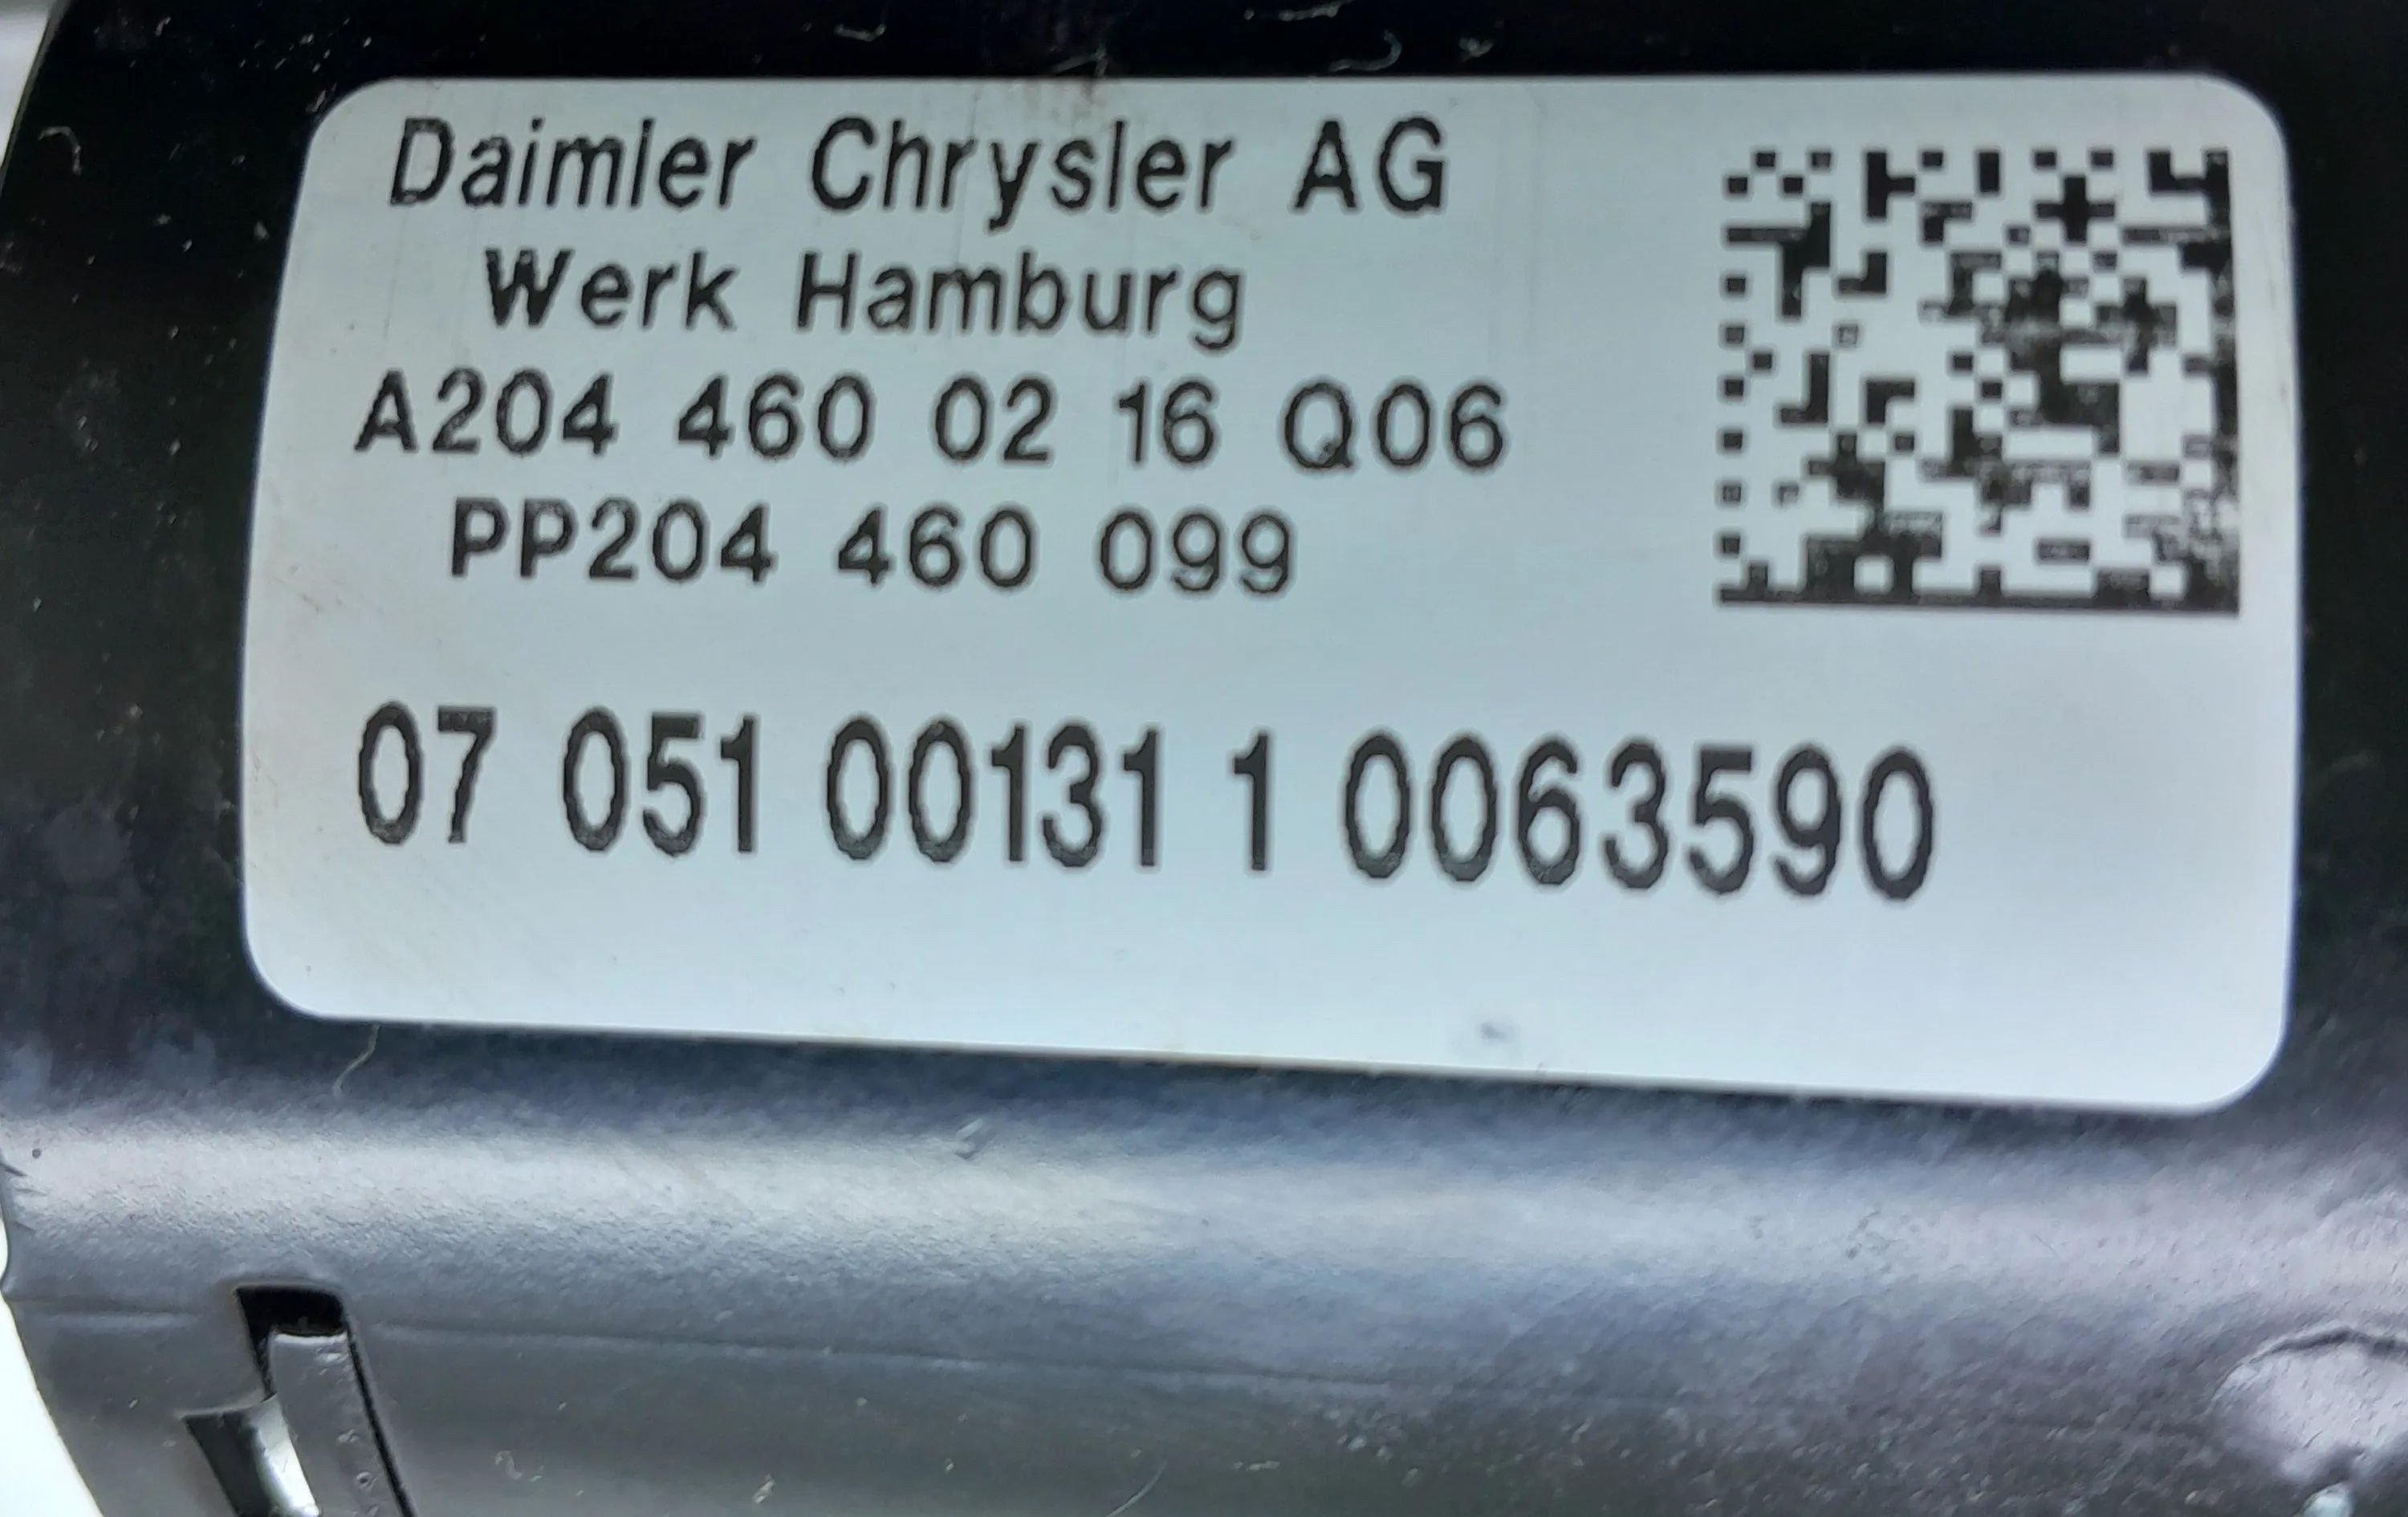 Daimler Chrysler AG
Werk Hamburg
A204 460 02 16 Q06
PP204 460 099
07 051 00131 1 0063590